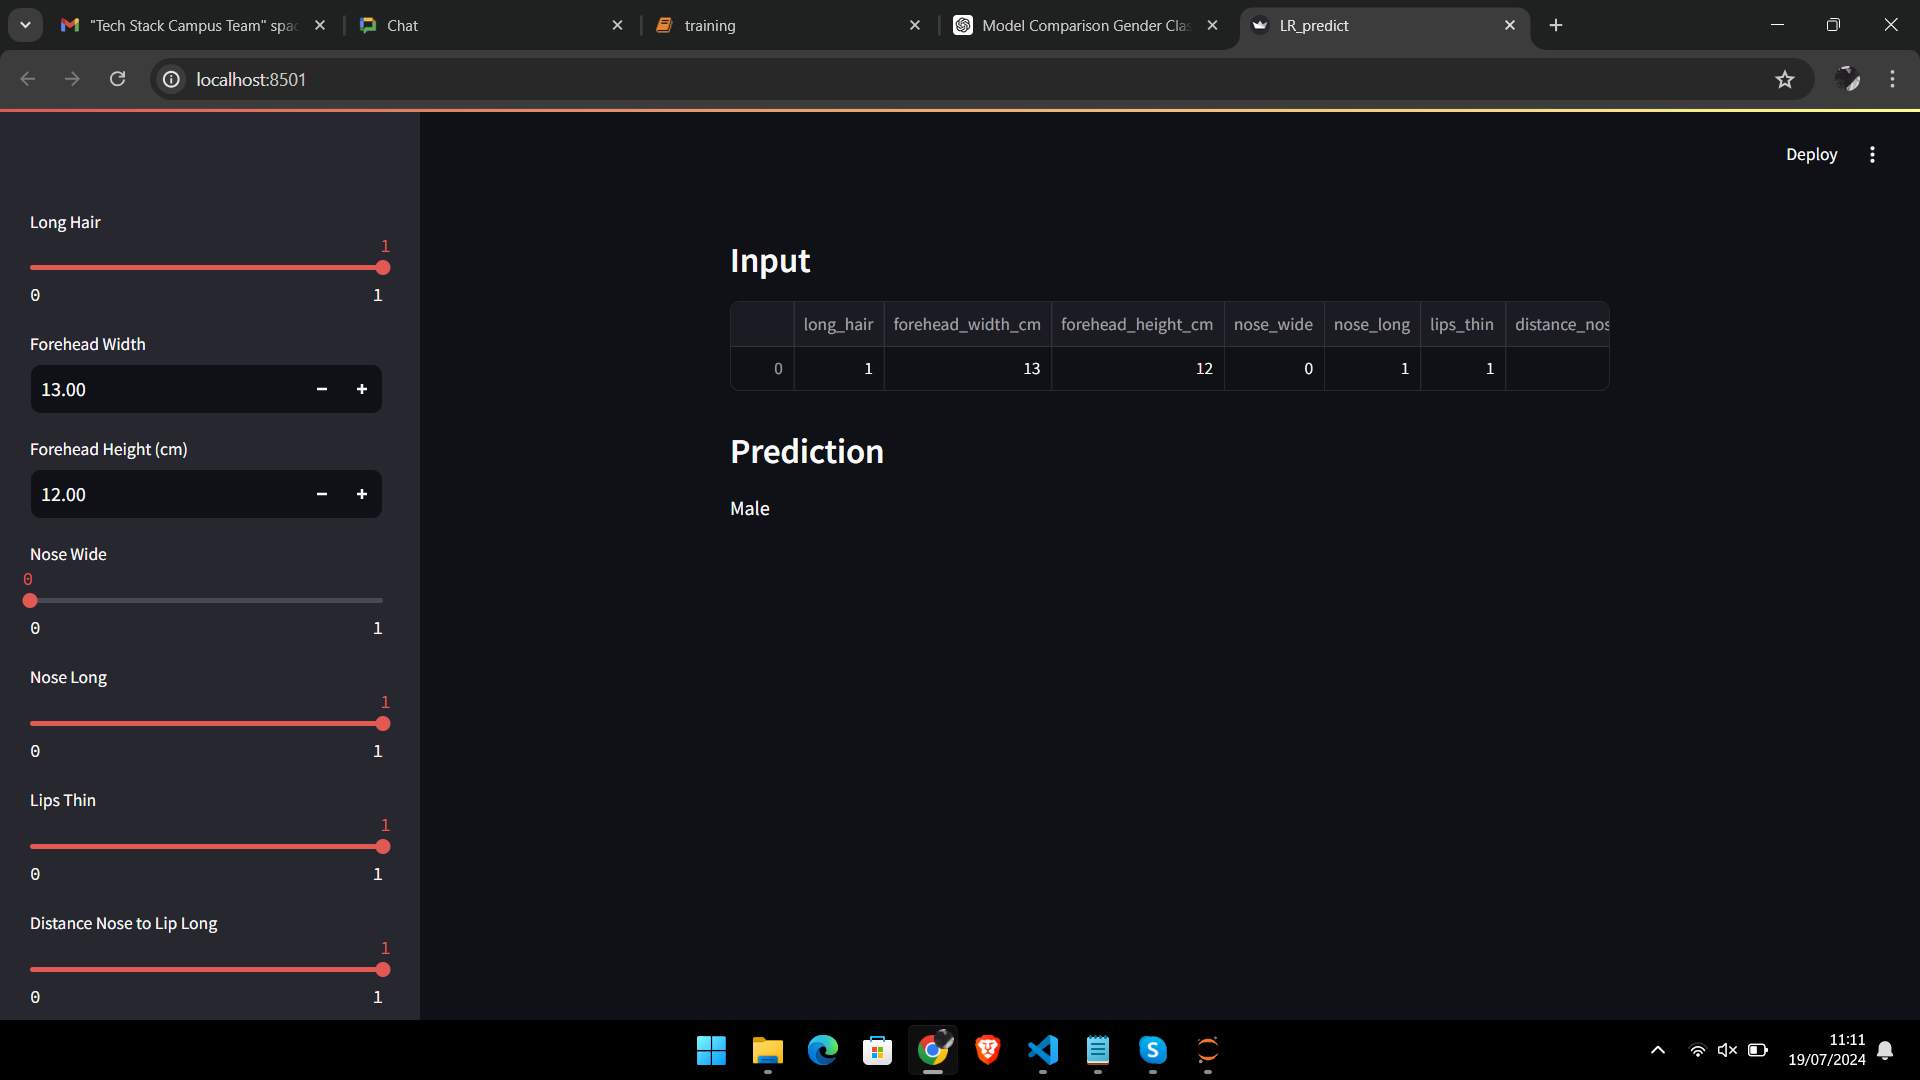 "Tech Stack Campus Team" spa
Chat
training
Model Comparison Gender Clas
LR_predict
localhost:8501
Deploy
Long Hair
1
0 1
Forehead Width
13.00
Forehead Height (cm)
12.00
Nose Wide
0
0 1
Nose Long
1
0 1
Lips Thin
1
0 1
Distance Nose to Lip Long
1
0 1
Input
long_hair forehead_width_cm forehead_height_cm nose_wide nose_long lips_thin distance_nos
0 1 13 12 0 1 1
Prediction
Male
11:11
19/07/2024